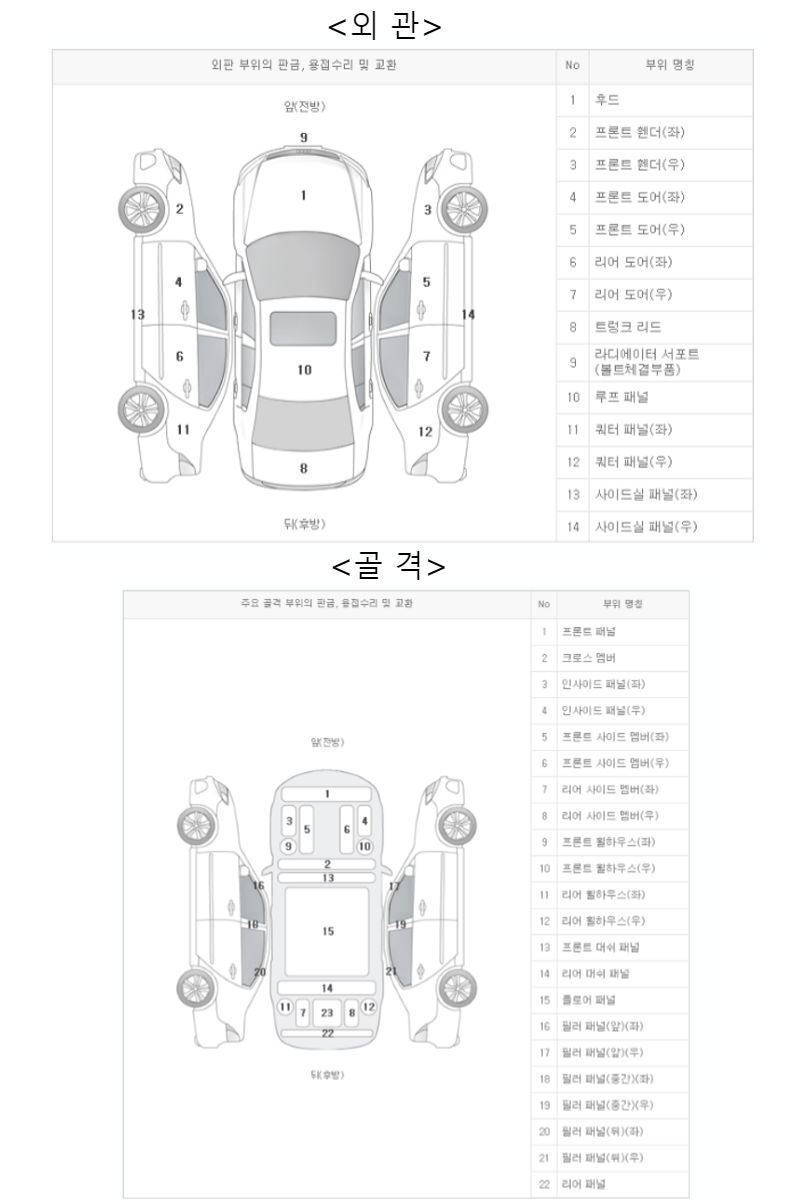 <외 관>
외판 부위의 판금, 용접수리 및 교환
No 부위 명칭
앞(전방)
9
1
2
3
4
5
13
14
6
7
10
11
12
8
뒤(후방)
1 후드
2 프론트 휀더(좌)
3 프론트 휀더(우)
4 프론트 도어(좌)
5 프론트 도어(우)
6 리어 도어(좌)
7 리어 도어(우)
8 트렁크 리드
9 라디에이터 서포트
(볼트체결부품)
10 루프 패널
11 쿼터 패널(좌)
12 쿼터 패널(우)
13 사이드실 패널(좌)
14 사이드실 패널(우)
<골 격>
주요 골격 부위의 판금, 용접수리 및 교환
No 부위 명칭
앞(전방)
1
3 5 6 4
9 10
2
13
16 17
15
18 19
20 21
14
11 7 23 8 12
22
뒤(후방)
1 프론트 패널
2 크로스 멤버
3 인사이드 패널(좌)
4 인사이드 패널(우)
5 프론트 사이드 멤버(좌)
6 프론트 사이드 멤버(우)
7 리어 사이드 멤버(좌)
8 리어 사이드 멤버(우)
9 프론트 휠하우스(좌)
10 프론트 휠하우스(우)
11 리어 휠하우스(좌)
12 리어 휠하우스(우)
13 프론트 대쉬 패널
14 리어 대쉬 패널
15 플로어 패널
16 필러 패널(앞)(좌)
17 필러 패널(앞)(우)
18 필러 패널(중간)(좌)
19 필러 패널(중간)(우)
20 필러 패널(뒤)(좌)
21 필러 패널(뒤)(우)
22 리어 패널